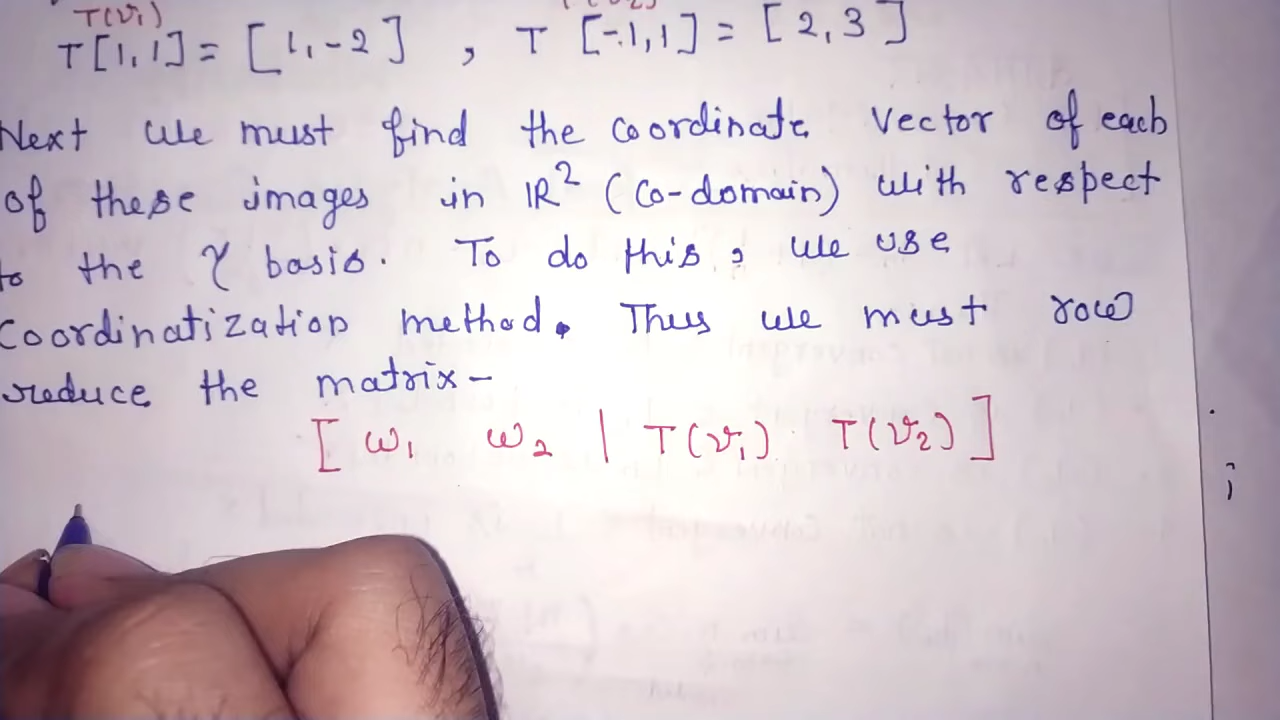 T(v₁)
T[1,1] = [1,-2] , T [-1,1] = [2,3]
Next we must find the coordinate vector of each
of these images in ℝ² (Co-domain) with respect
to the γ basis. To do this, we use
Coordinatization method. Thus we must row
reduce the matrix-
[ w₁ w₂ | T(v₁) T(v₂) ]